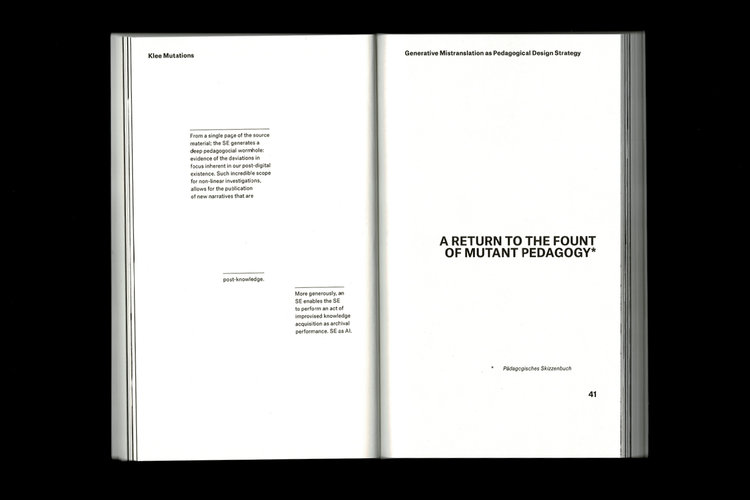 Klee Mutations
From a single page of the source
material; the SE generates a
deep pedagogocial wormhole:
evidence of the deviations in
focus inherent in our post-digital
existence. Such incredible scope
for non-linear investigations,
allows for the publication
of new narratives that are
post-knowledge.
More generously, an
SE enables the SE
to perform an act of
improvised knowledge
acquisition as archival
performance. SE as AI.
Generative Mistranslation as Pedagogical Design Strategy
A RETURN TO THE FOUNT
OF MUTANT PEDAGOGY*
* Pädagogisches Skizzenbuch
41